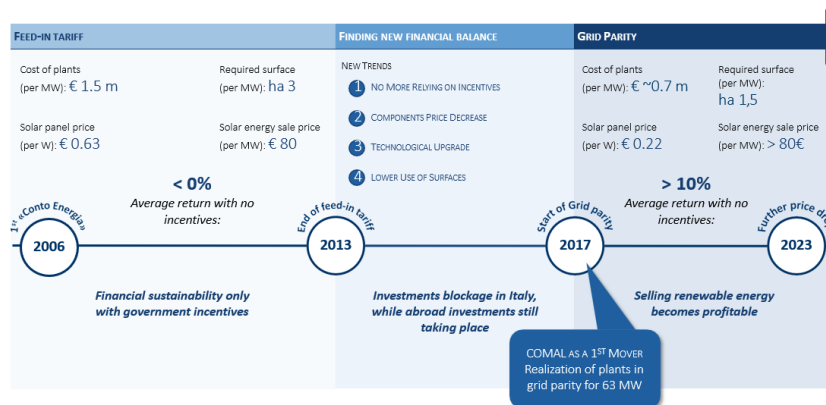 FEED-IN TARIFF
Cost of plants
(per MW): € 1.5 m
Required surface
(per MW): ha 3
Solar panel price
(per W): € 0.63
Solar energy sale price
(per MW): € 80
< 0%
Average return with no
incentives:
1st «Conto Energia»
2006
Financial sustainability only
with government incentives
FINDING NEW FINANCIAL BALANCE
NEW TRENDS
1 NO MORE RELYING ON INCENTIVES
2 COMPONENTS PRICE DECREASE
3 TECHNOLOGICAL UPGRADE
4 LOWER USE OF SURFACES
End of feed-in tariff
2013
Investments blockage in Italy,
while abroad investments still
taking place
GRID PARITY
Cost of plants
(per MW): € ~0.7 m
Required surface
(per MW):
ha 1,5
Solar panel price
(per W): € 0.22
Solar energy sale price
(per MW): > 80€
> 10%
Average return with no
incentives:
Start of Grid parity
2017
Further price
2023
Selling renewable energy
becomes profitable
COMAL AS A 1ST MOVER
Realization of plants in
grid parity for 63 MW